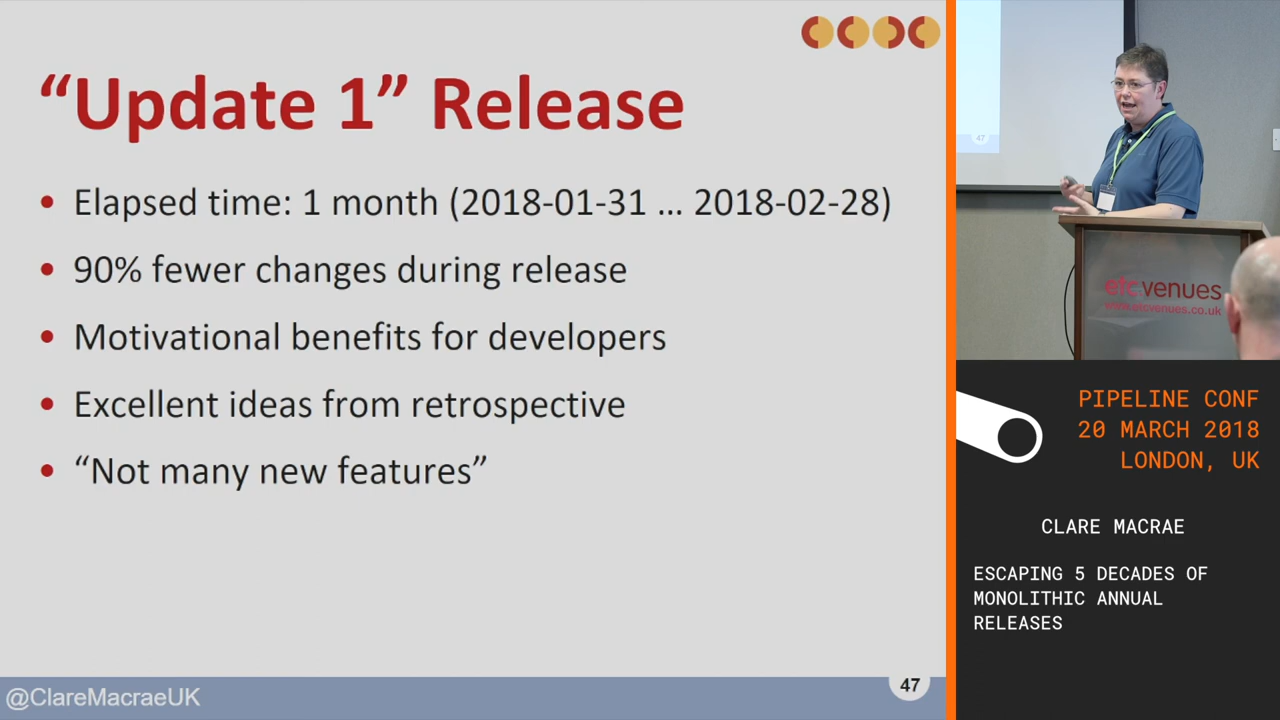 “Update 1” Release
• Elapsed time: 1 month (2018-01-31 ... 2018-02-28)
• 90% fewer changes during release
• Motivational benefits for developers
• Excellent ideas from retrospective
• “Not many new features”
@ClareMacraeUK
47
47
etc.venues
www.etcvenues.co.uk
PIPELINE CONF
20 MARCH 2018
LONDON, UK
CLARE MACRAE
ESCAPING 5 DECADES OF
MONOLITHIC ANNUAL
RELEASES